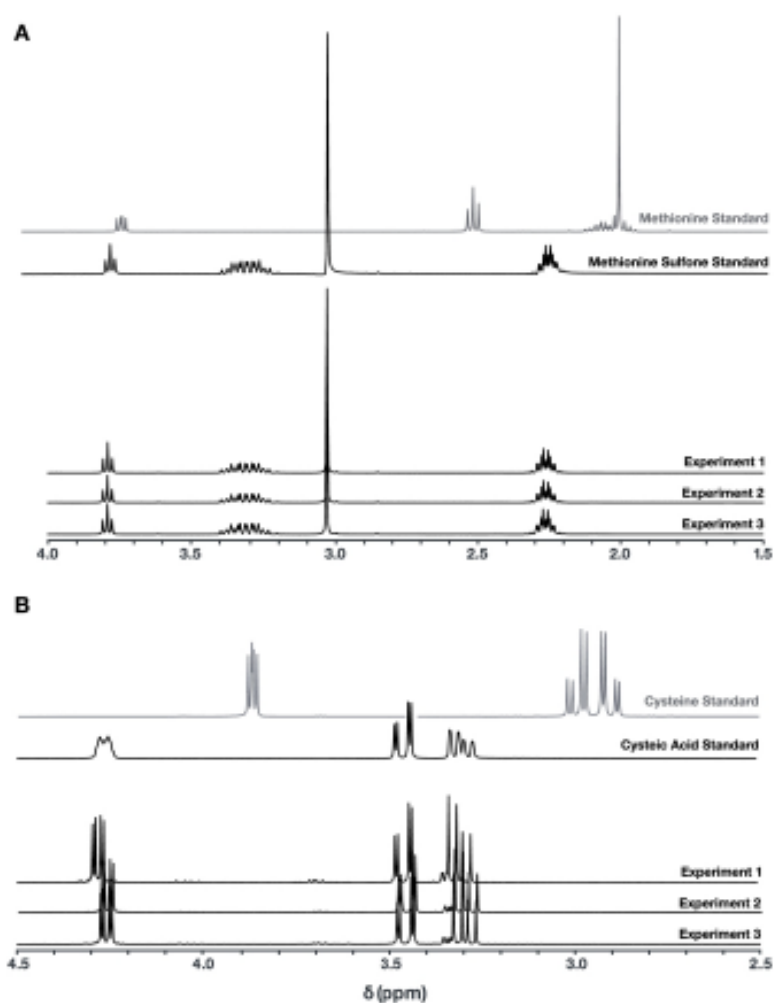 A
Methionine Standard
Methionine Sulfone Standard
Experiment 1
Experiment 2
Experiment 3
4.0 3.5 3.0 2.5 2.0 1.5
B
Cysteine Standard
Cysteic Acid Standard
Experiment 1
Experiment 2
Experiment 3
4.5 4.0 3.5 3.0 2.5
δ (ppm)